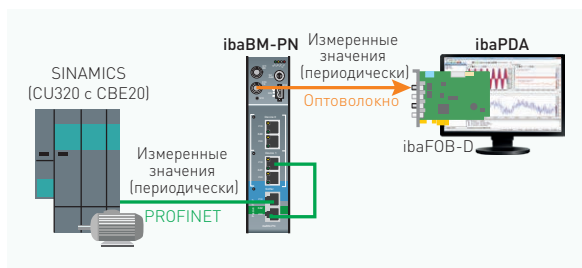 SINAMICS
(CU320 с CBE20)
Измеренные
значения
(периодически)
PROFINET
ibaBM-PN
Измеренные
значения
(периодически)
Оптоволокно
ibaPDA
ibaFOB-D